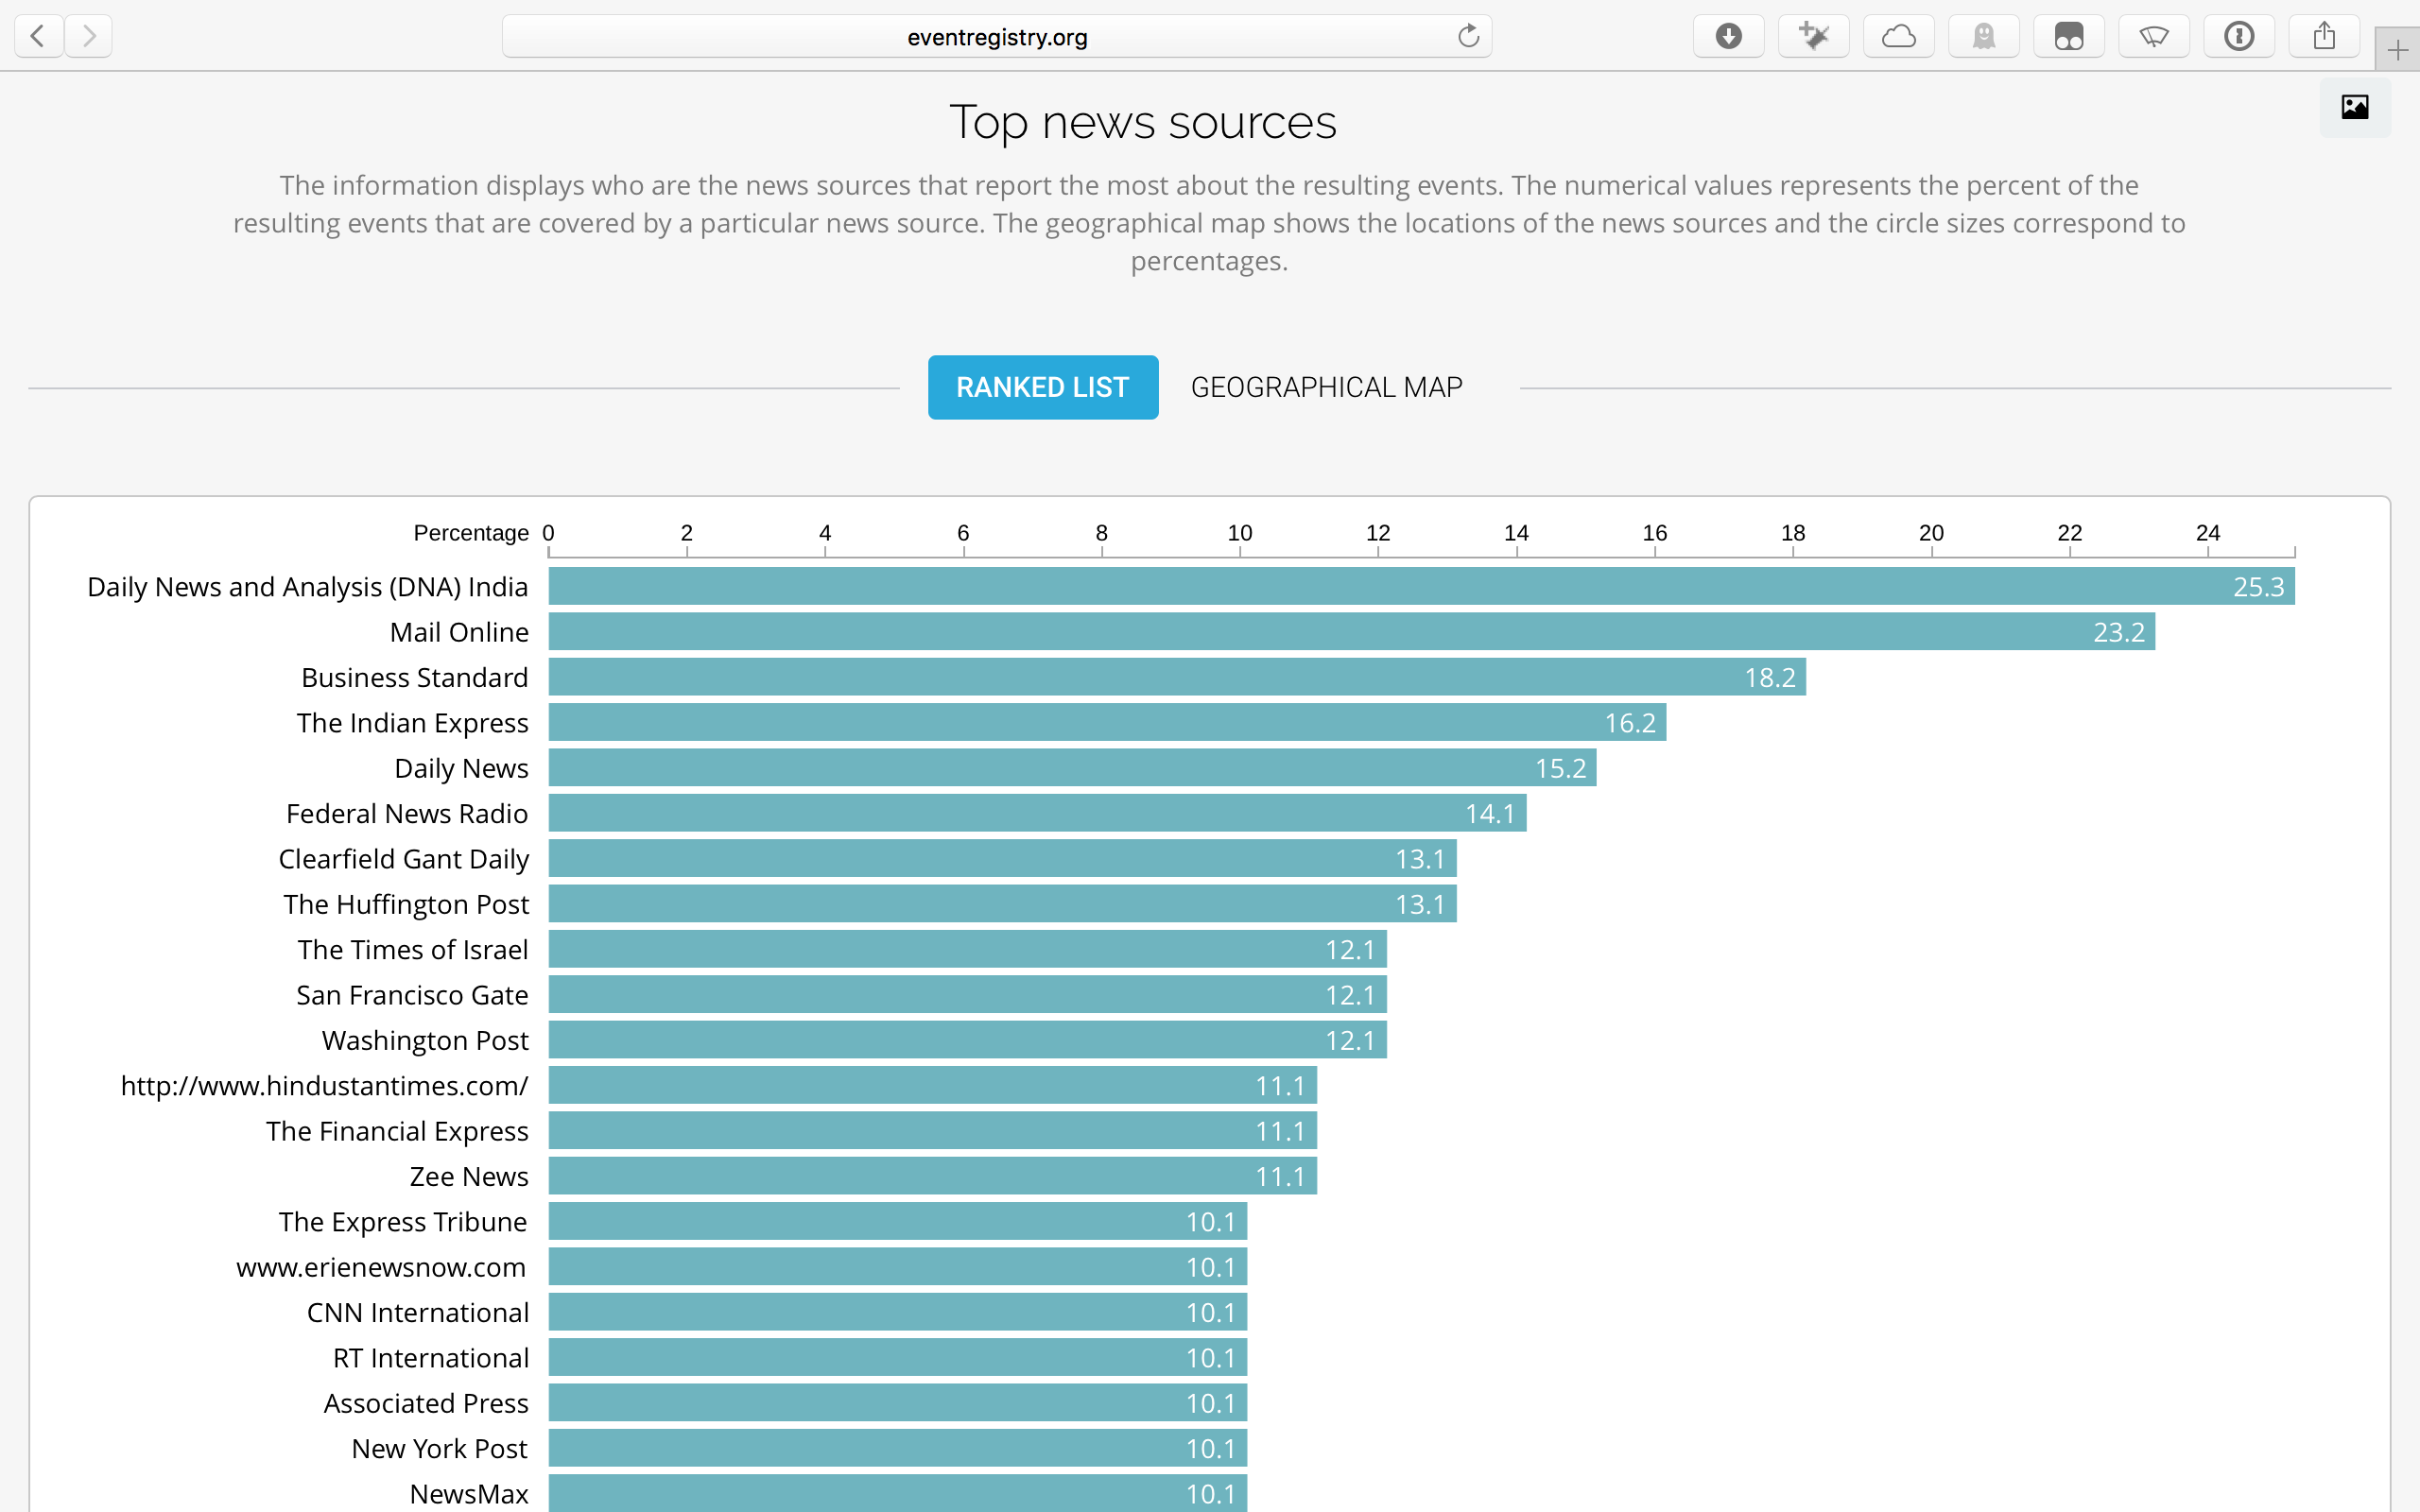 eventregistry.org
Top news sources
The information displays who are the news sources that report the most about the resulting events. The numerical values represents the percent of the
resulting events that are covered by a particular news source. The geographical map shows the locations of the news sources and the circle sizes correspond to
percentages.
RANKED LIST GEOGRAPHICAL MAP
Percentage 0 2 4 6 8 10 12 14 16 18 20 22 24
Daily News and Analysis (DNA) India 25.3
Mail Online 23.2
Business Standard 18.2
The Indian Express 16.2
Daily News 15.2
Federal News Radio 14.1
Clearfield Gant Daily 13.1
The Huffington Post 13.1
The Times of Israel 12.1
San Francisco Gate 12.1
Washington Post 12.1
http://www.hindustantimes.com/ 11.1
The Financial Express 11.1
Zee News 11.1
The Express Tribune 10.1
www.erienewsnow.com 10.1
CNN International 10.1
RT International 10.1
Associated Press 10.1
New York Post 10.1
NewsMax 10.1